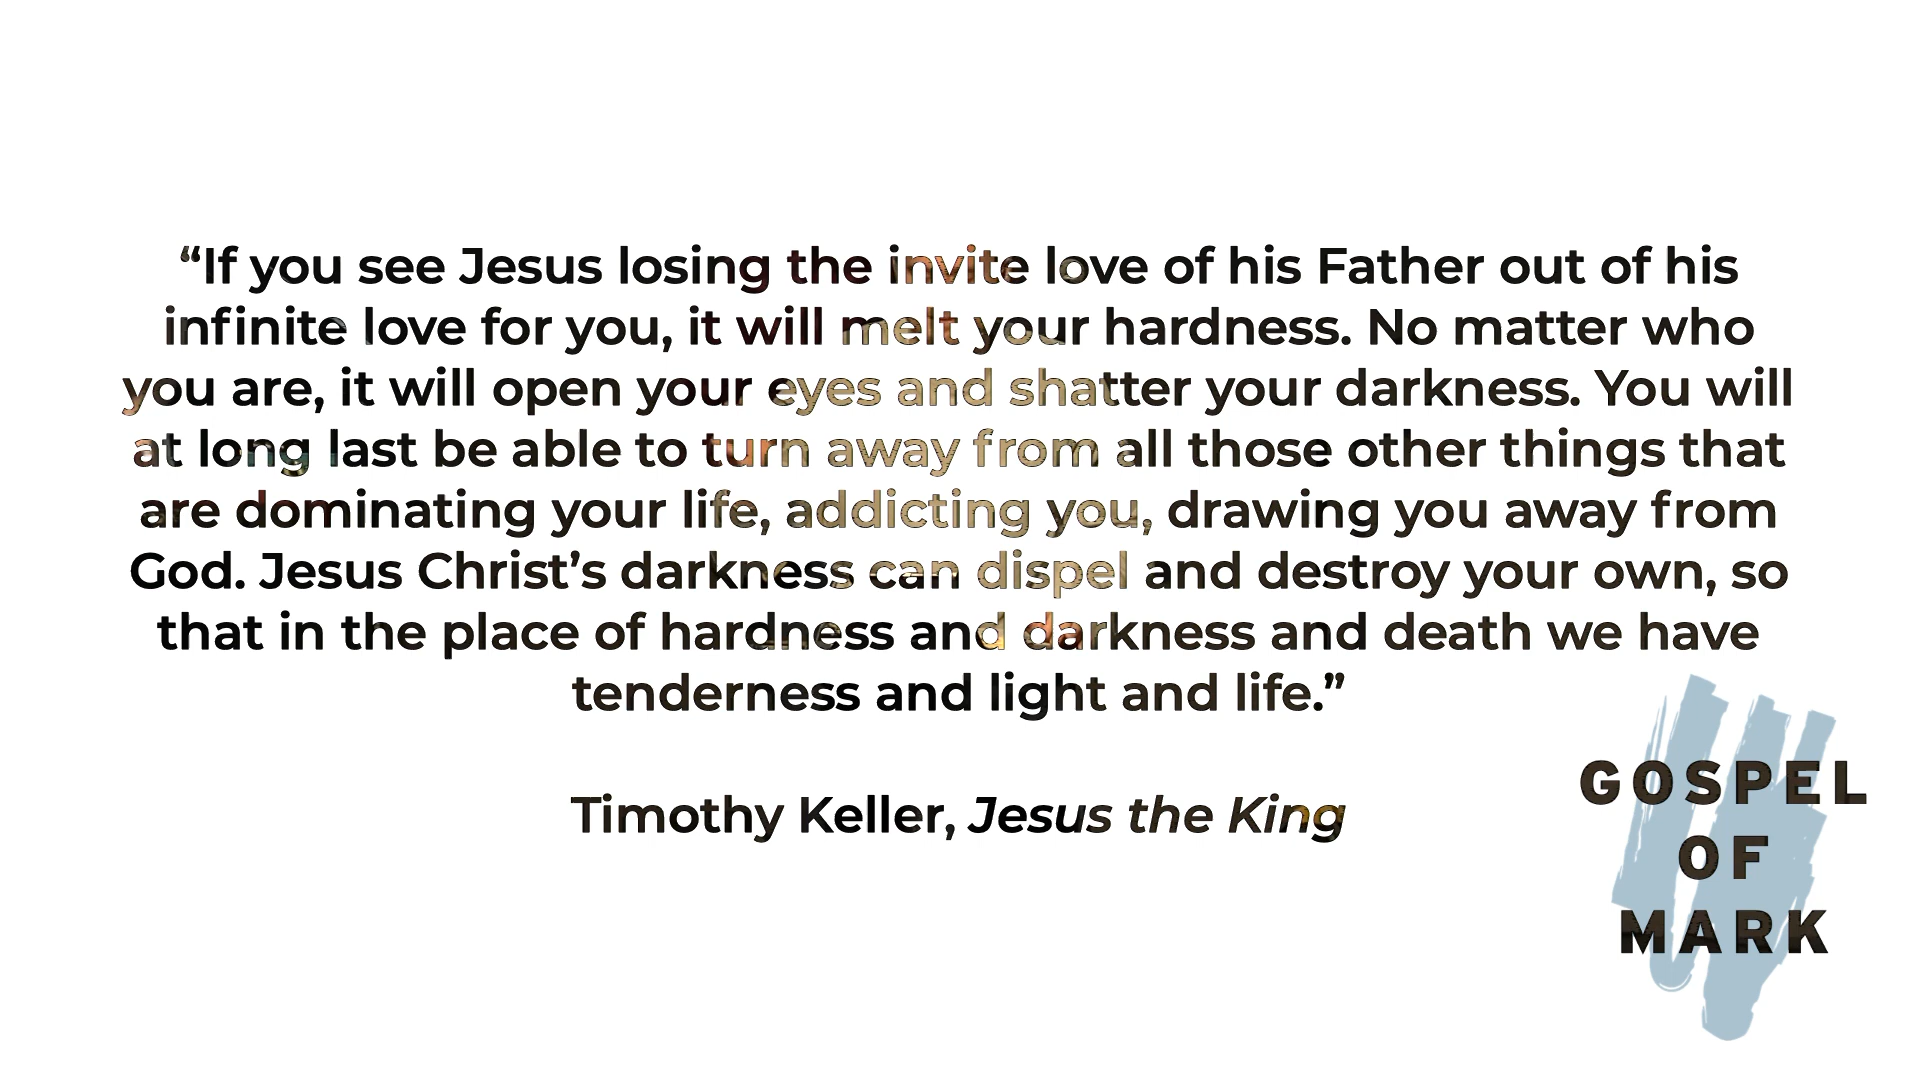 “If you see Jesus losing the invite love of his Father out of his
infinite love for you, it will melt your hardness. No matter who
you are, it will open your eyes and shatter your darkness. You will
at long last be able to turn away from all those other things that
are dominating your life, addicting you, drawing you away from
God. Jesus Christ’s darkness can dispel and destroy your own, so
that in the place of hardness and darkness and death we have
tenderness and light and life.”
Timothy Keller, Jesus the King
GOSPEL
OF
MARK